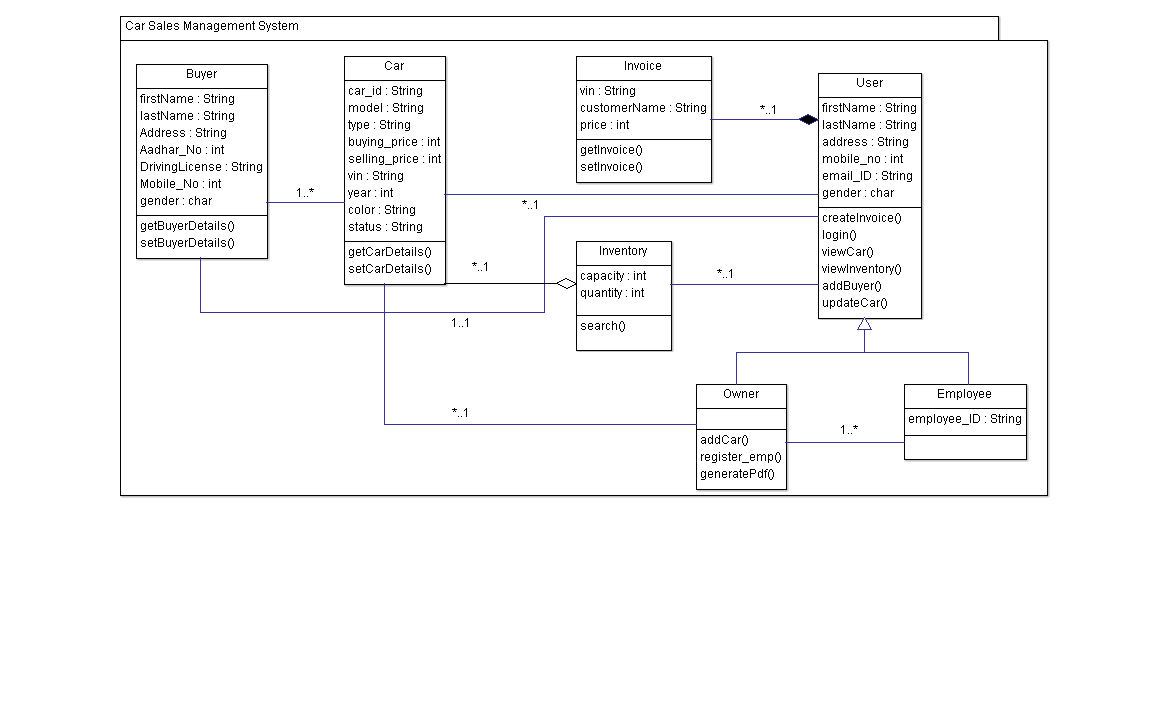 Car Sales Management System
Buyer
firstName : String
lastName : String
Address : String
Aadhar_No : int
DrivingLicense : String
Mobile_No : int
gender : char
getBuyerDetails()
setBuyerDetails()
1..*
Car
car_id : String
model : String
type : String
buying_price : int
selling_price : int
vin : String
year : int
color : String
status : String
getCarDetails()
setCarDetails()
Invoice
vin : String
customerName : String
price : int
getInvoice()
setInvoice()
*..1
User
firstName : String
lastName : String
address : String
mobile_no : int
email_ID : String
gender : char
createInvoice()
login()
viewCar()
viewInventory()
addBuyer()
updateCar()
*..1
*..1
Inventory
capacity : int
quantity : int
search()
*..1
1..1
*..1
Owner
addCar()
register_emp()
generatePdf()
1..*
Employee
employee_ID : String